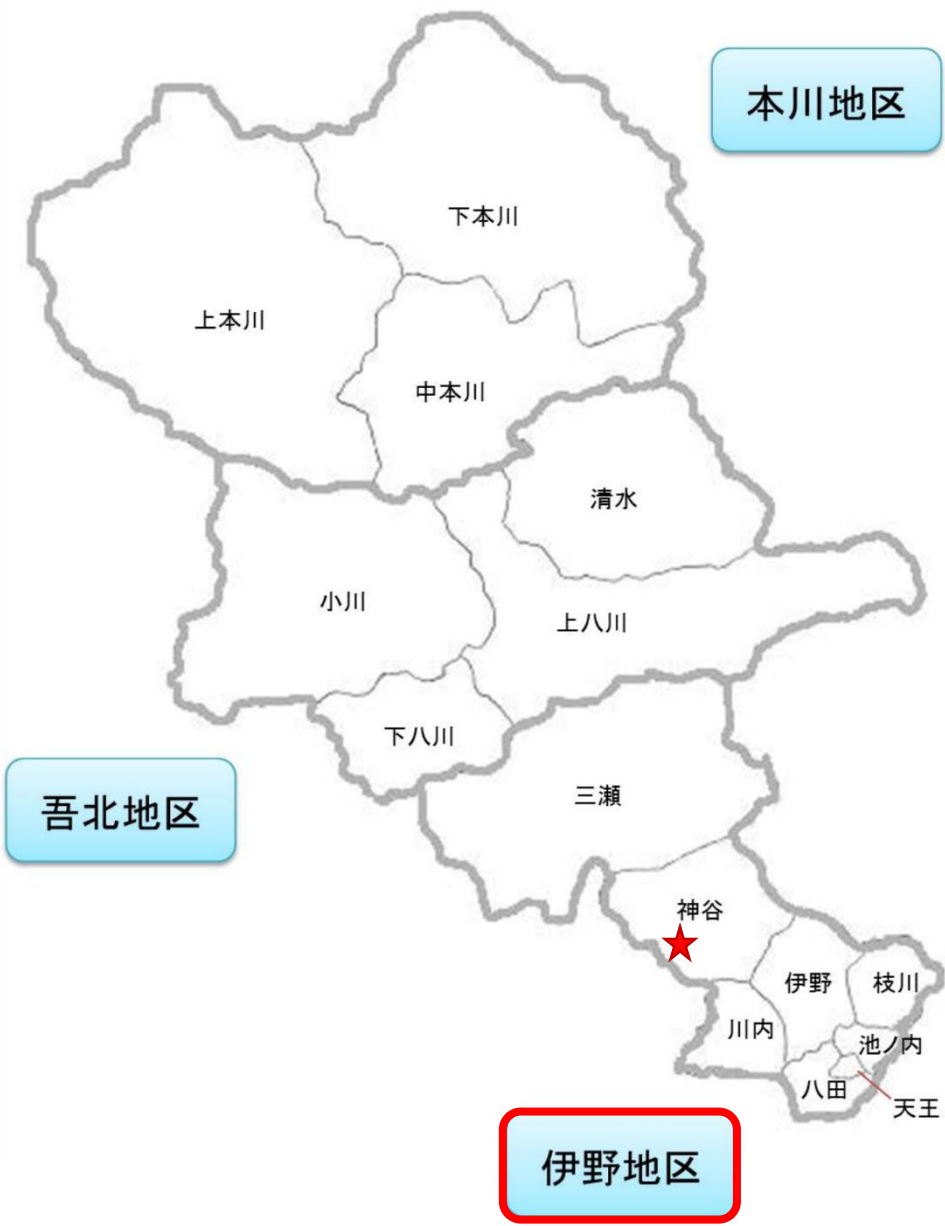 本川地区
下本川
上本川
中本川
清水
小川
上八川
下八川
吾北地区
三瀬
神谷
伊野
枝川
川内
池ノ内
八田
天王
伊野地区